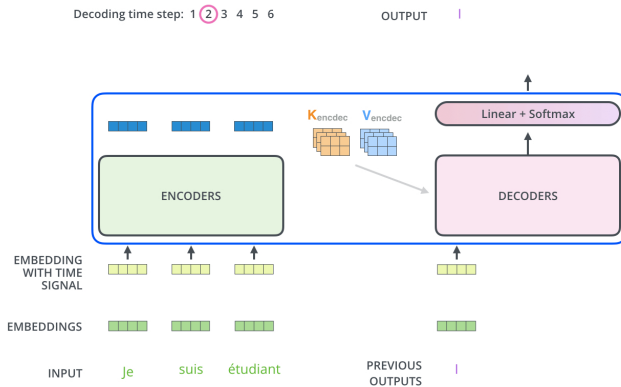 Decoding time step: 1 2 3 4 5 6
OUTPUT I
Kencdec Vencdec
Linear + Softmax
ENCODERS
DECODERS
EMBEDDING
WITH TIME
SIGNAL
EMBEDDINGS
INPUT Je suis étudiant
PREVIOUS
OUTPUTS
I